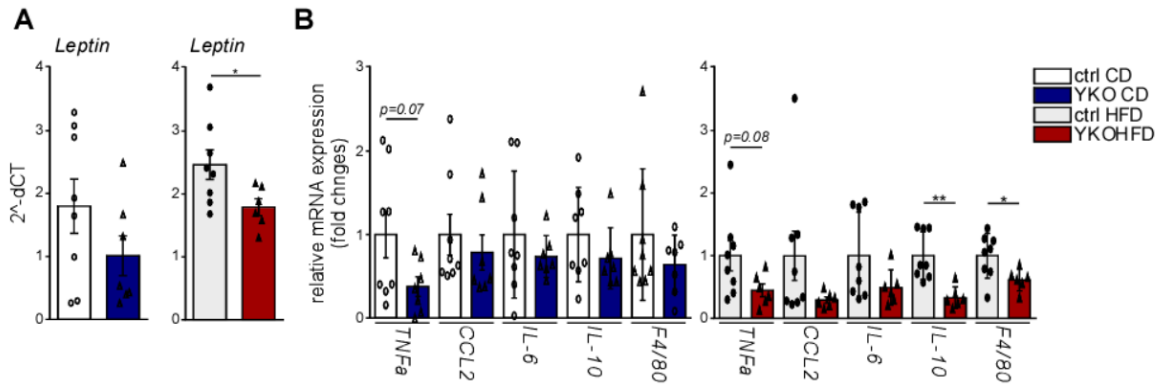 A
B
Leptin
Leptin
2^-dCT
4
3
2
1
0
4
3
2
1
0
*
relative mRNA expression
(fold chnges)
3
2
1
0
p=0.07
TNFa
CCL2
IL-6
IL-10
F4/80
4
3
2
1
0
p=0.08
**
*
TNFa
CCL2
IL-6
IL-10
F4/80
ctrl CD
YKO CD
ctrl HFD
YKOHFD